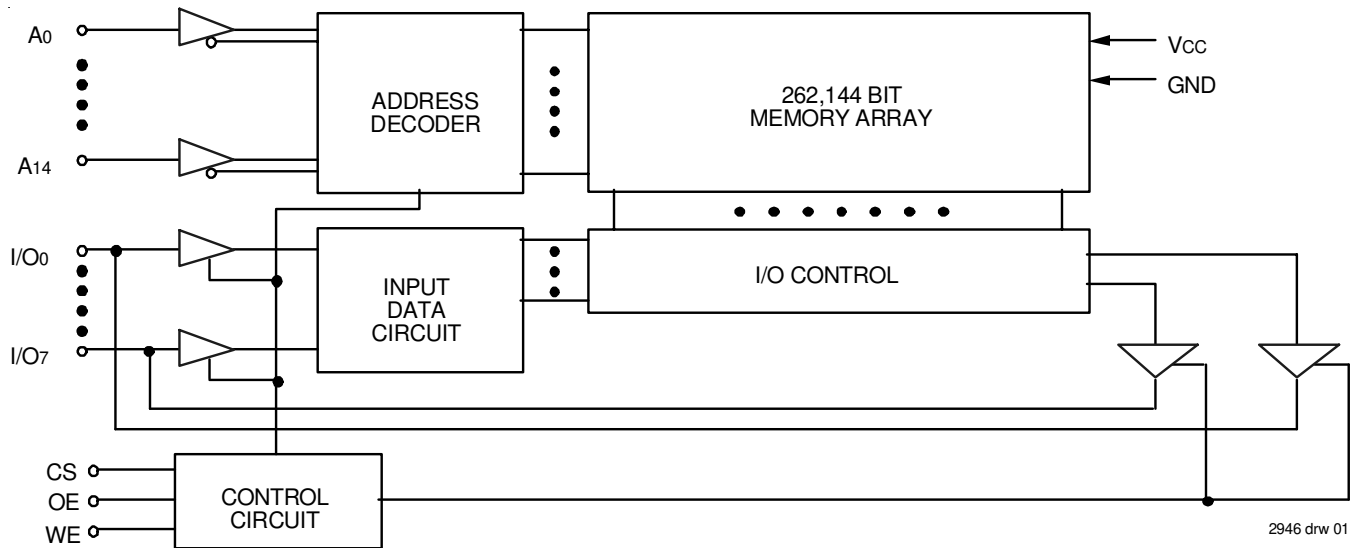 A0
ADDRESS
DECODER
262,144 BIT
MEMORY ARRAY
VCC
GND
A14
I/O0
INPUT
DATA
CIRCUIT
I/O CONTROL
I/O7
CS
OE
WE
CONTROL
CIRCUIT
2946 drw 01